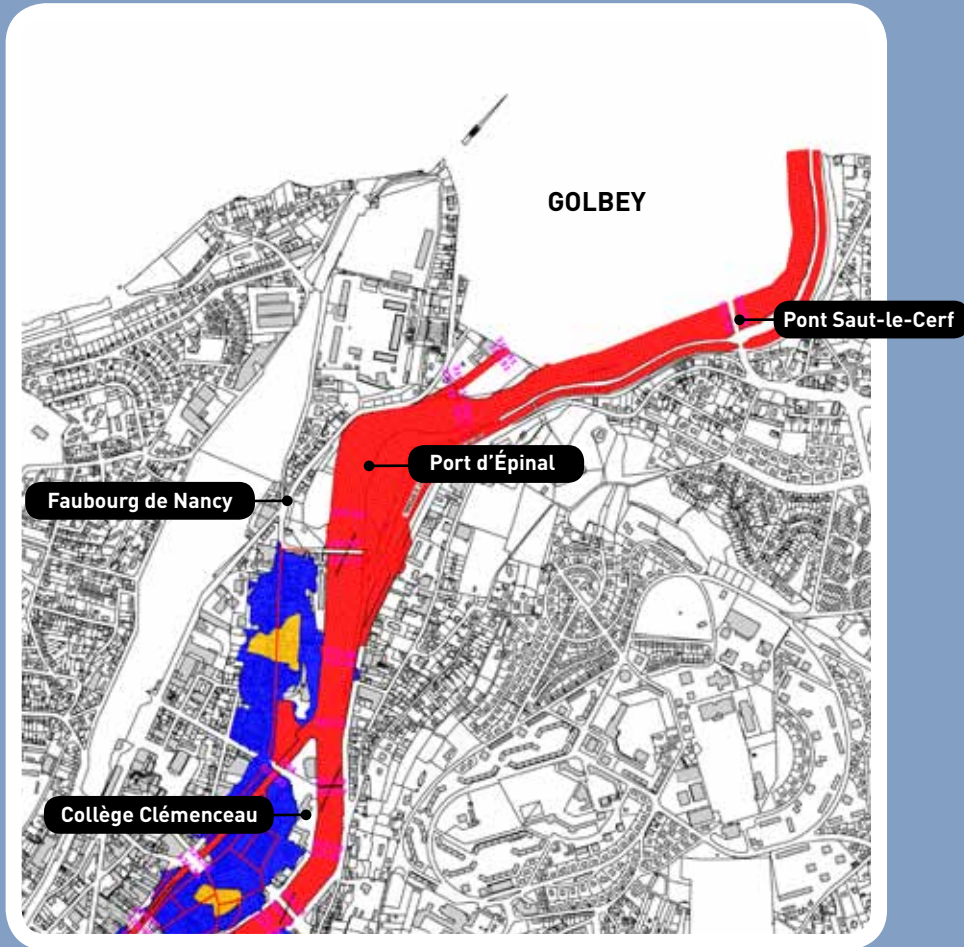 GOLBEY
Pont Saut-le-Cerf
Port d'Épinal
Faubourg de Nancy
Collège Clémenceau